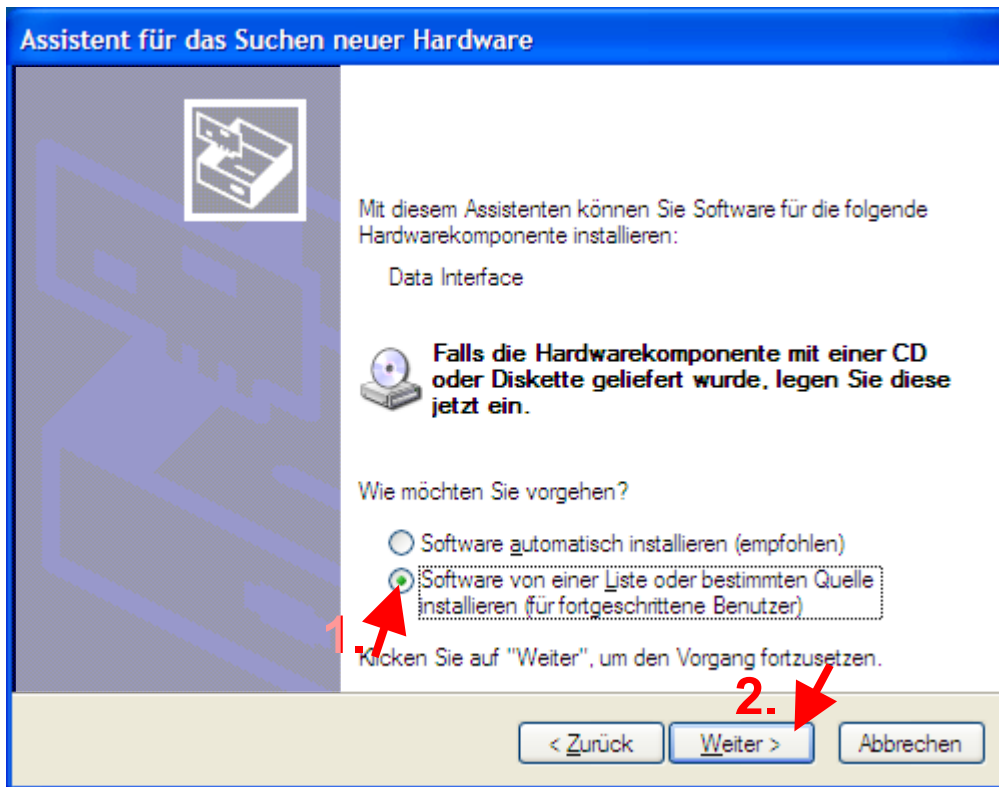 Assistent für das Suchen neuer Hardware
Mit diesem Assistenten können Sie Software für die folgende
Hardwarekomponente installieren:
Data Interface
Falls die Hardwarekomponente mit einer CD
oder Diskette geliefert wurde, legen Sie diese
jetzt ein.
Wie möchten Sie vorgehen?
Software automatisch installieren (empfohlen)
Software von einer Liste oder bestimmten Quelle
installieren (für fortgeschrittene Benutzer)
1.
Klicken Sie auf "Weiter", um den Vorgang fortzusetzen.
2.
< Zurück
Weiter >
Abbrechen